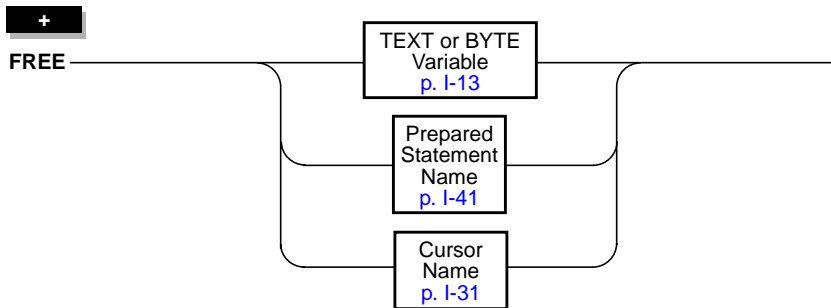 +
FREE
TEXT or BYTE
Variable
p. I-13
Prepared
Statement
Name
p. I-41
Cursor
Name
p. I-31